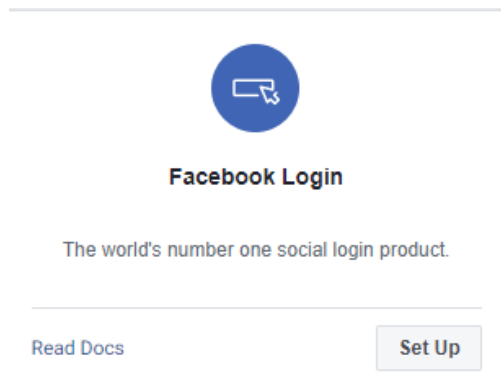 Facebook Login
The world's number one social login product.
Read Docs
Set Up